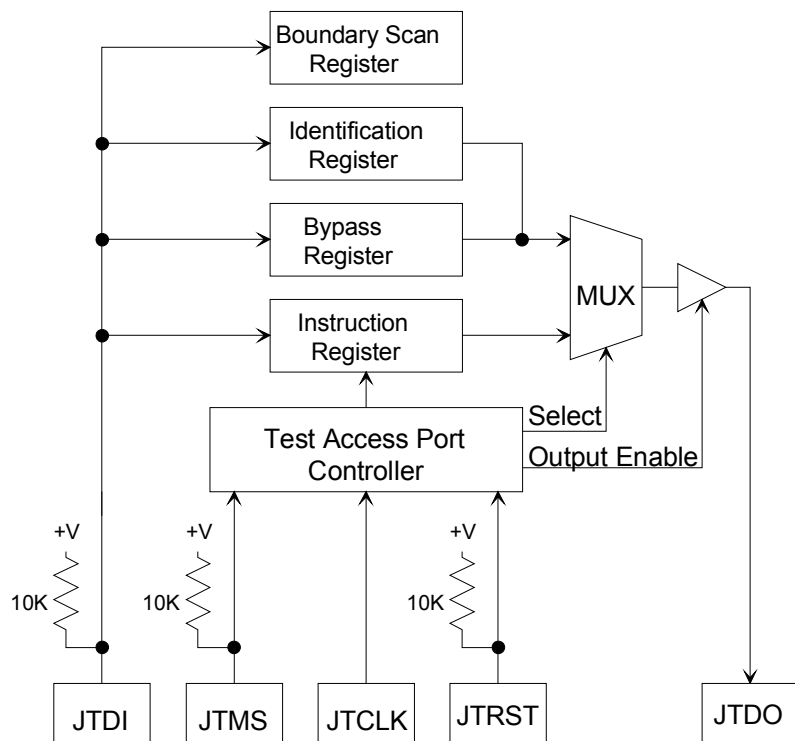 Boundary Scan
Register
Identification
Register
Bypass
Register
MUX
Instruction
Register
Select
Test Access Port
Controller
Output Enable
+V
+V
+V
10K
10K
10K
JTDI
JTMS
JTCLK
JTRST
JTDO